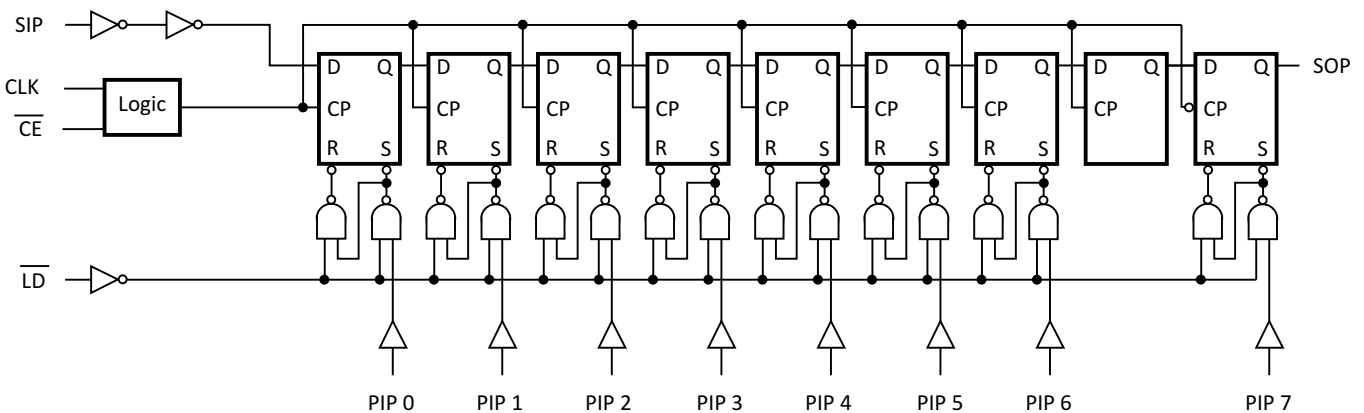 SIP
D Q D Q D Q D Q D Q D Q D Q D Q D Q
SOP
CLK
Logic
CP CP CP CP CP CP CP CP CP
CE
R S R S R S R S R S R S R S R S
LD
PIP 0 PIP 1 PIP 2 PIP 3 PIP 4 PIP 5 PIP 6 PIP 7